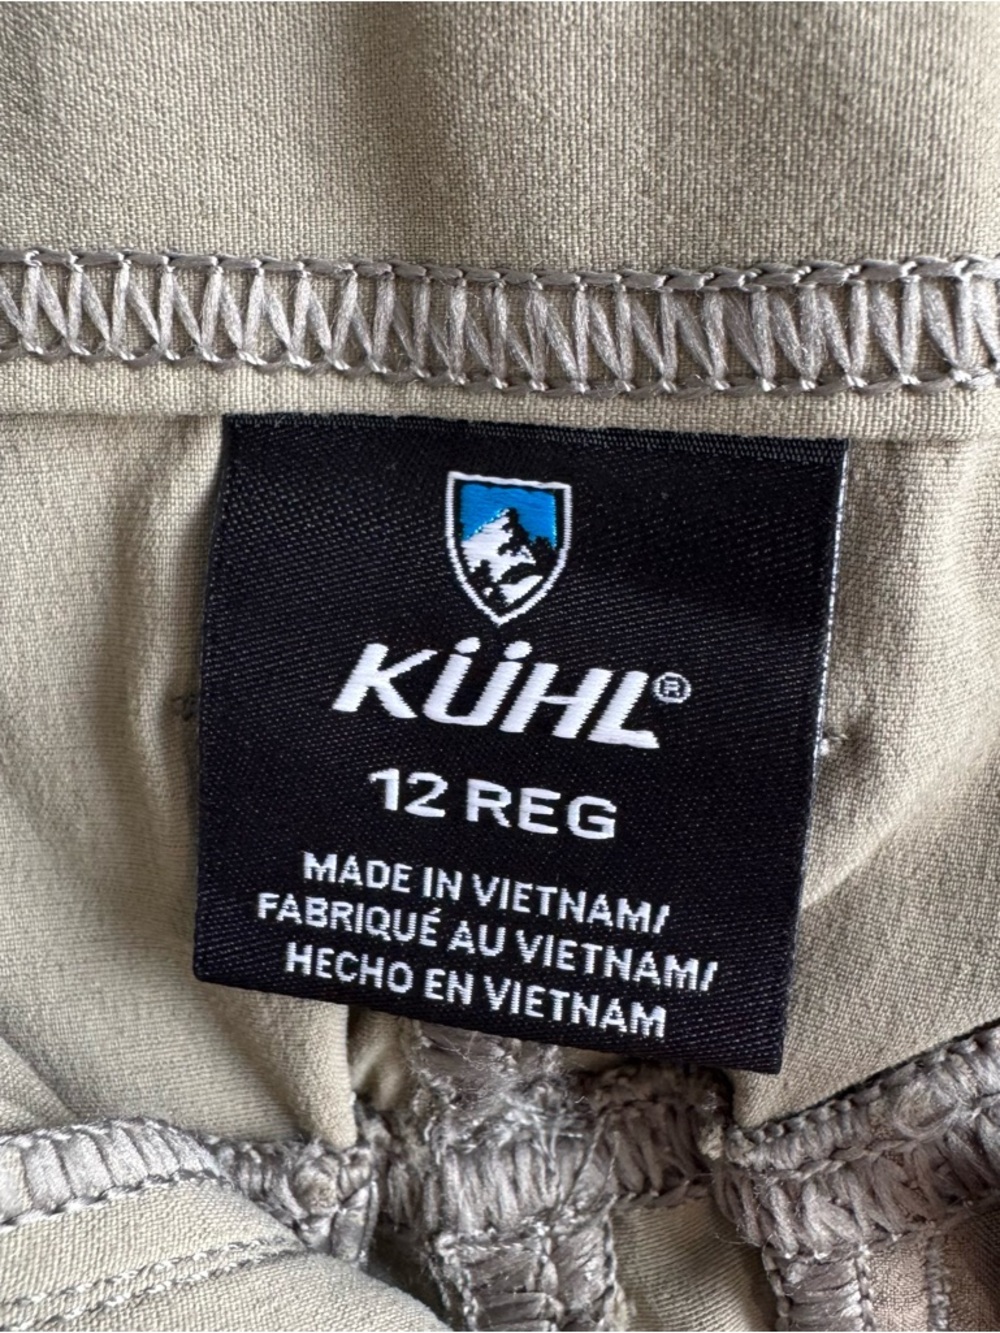 KÜHL®
12 REG
MADE IN VIETNAM/
FABRIQUÉ AU VIETNAM/
HECHO EN VIETNAM